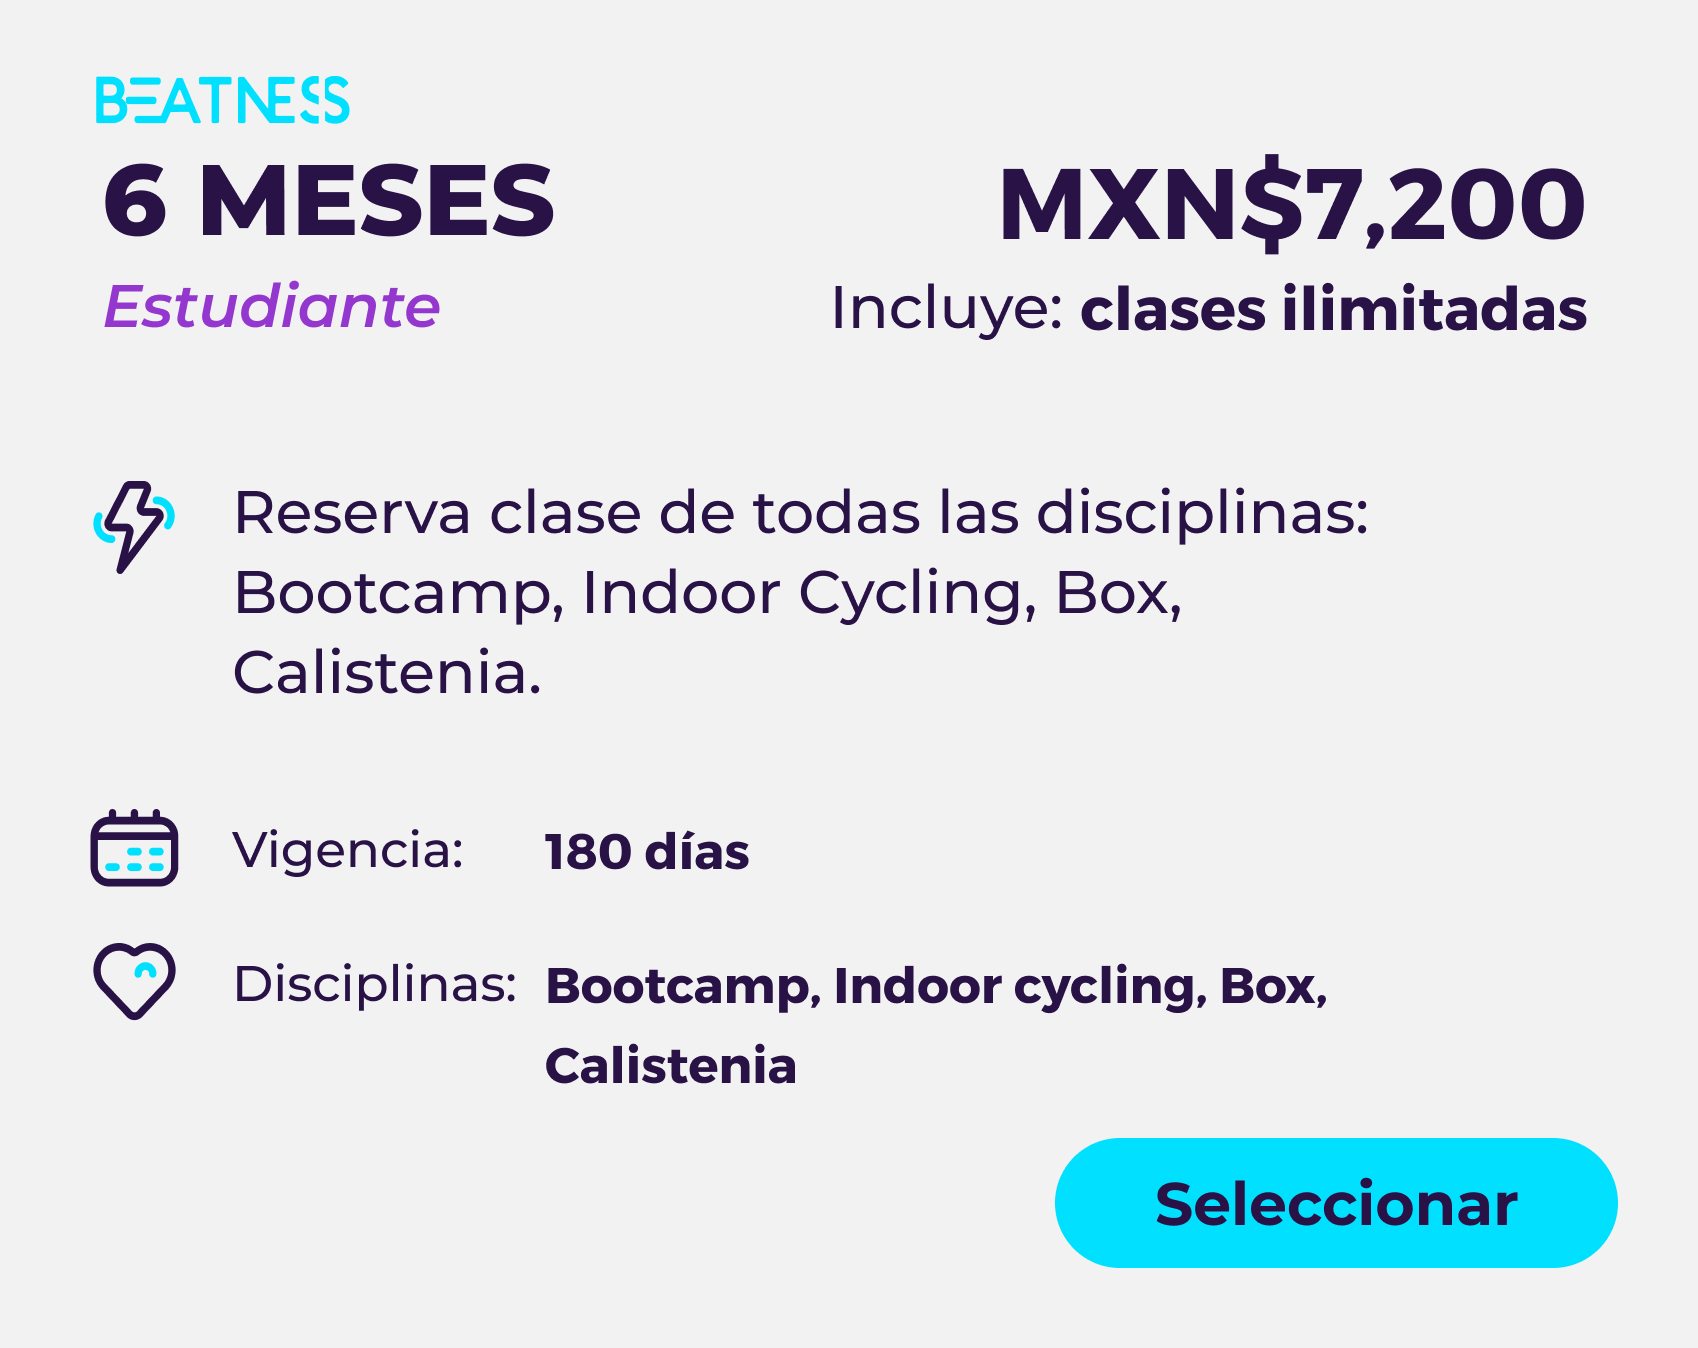 BEATNESS
6 MESES
MXN$7,200
Estudiante
Incluye: clases ilimitadas
Reserva clase de todas las disciplinas:
Bootcamp, Indoor Cycling, Box,
Calistenia.
Vigencia: 180 días
Disciplinas: Bootcamp, Indoor cycling, Box,
Calistenia
Seleccionar